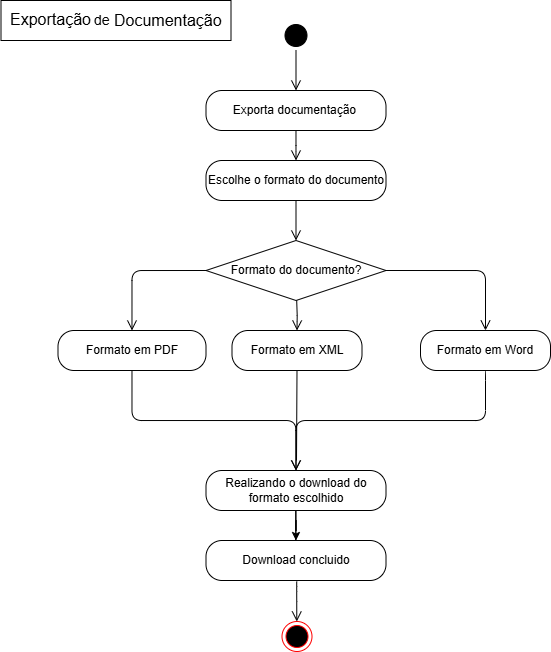 Exportação de Documentação
Exporta documentação
Escolhe o formato do documento
Formato do documento?
Formato em PDF
Formato em XML
Formato em Word
Realizando o download do
formato escolhido
Download concluido